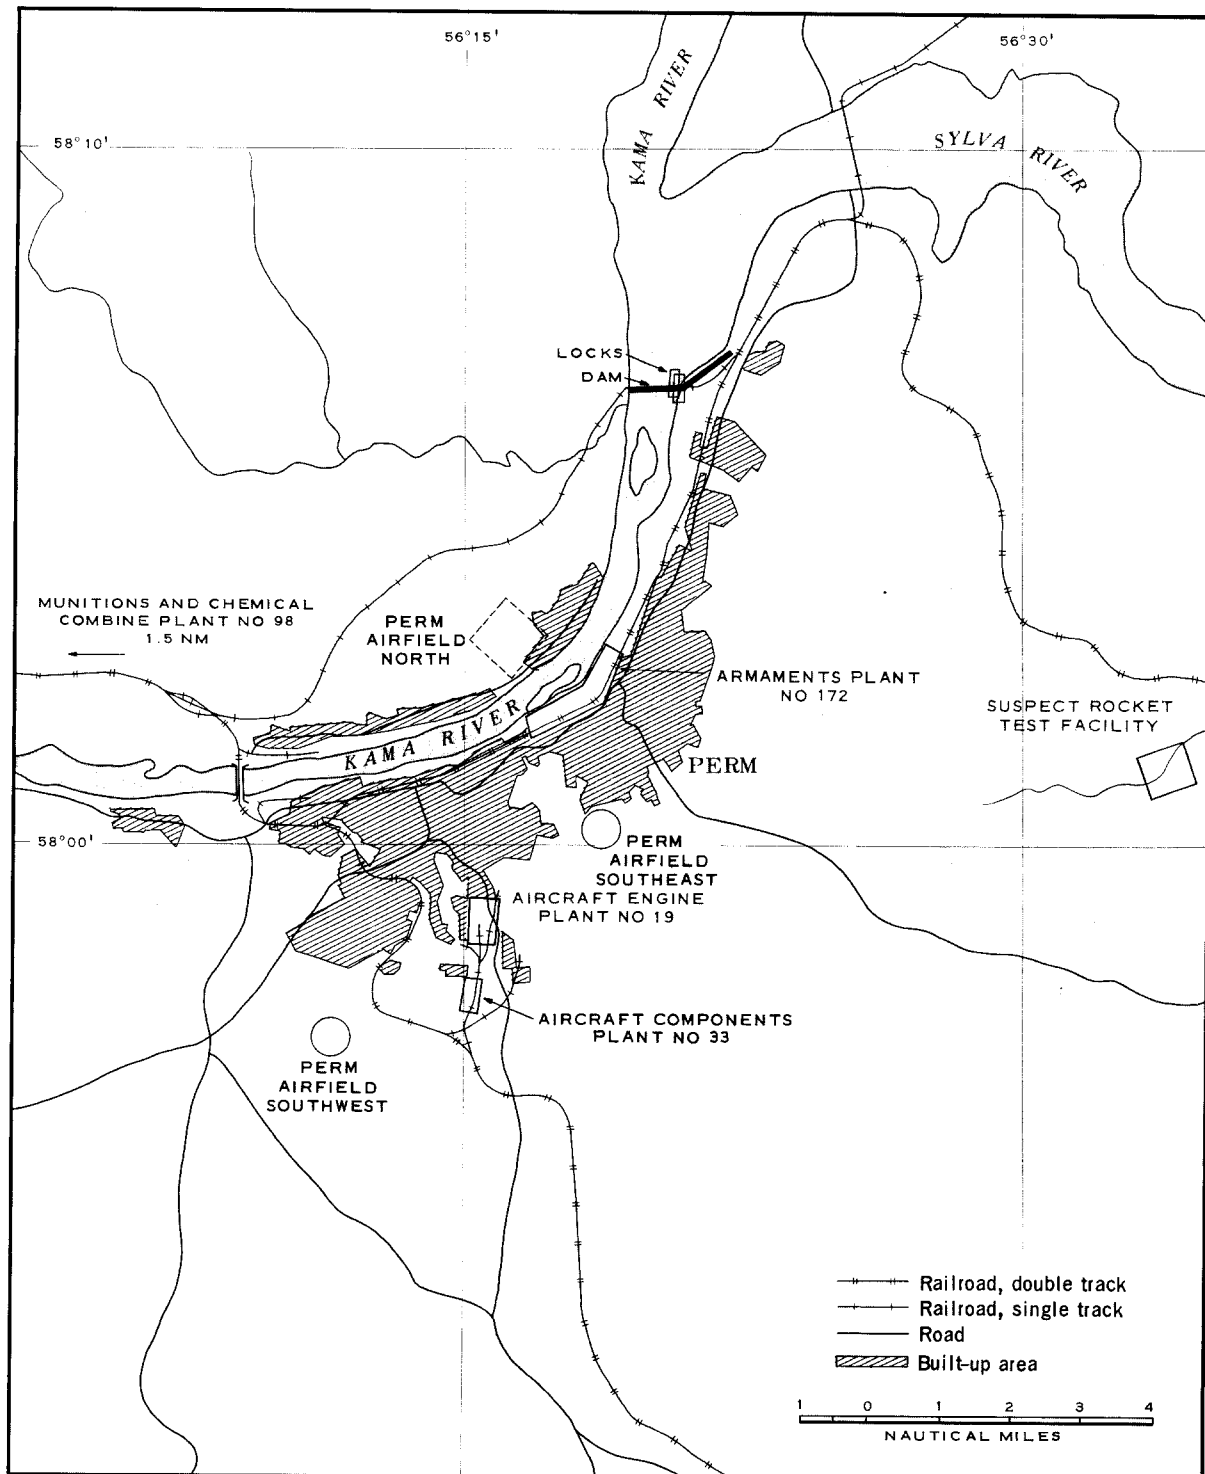 56°15'
56°30'
58°10'
KAMA RIVER
SYLVA RIVER
LOCKS
DAM
MUNITIONS AND CHEMICAL
COMBINE PLANT NO 98
1.5 NM
PERM
AIRFIELD
NORTH
ARMAMENTS PLANT
NO 172
SUSPECT ROCKET
TEST FACILITY
KAMA RIVER
PERM
58°00'
PERM
AIRFIELD
SOUTHEAST
AIRCRAFT ENGINE
PLANT NO 19
AIRCRAFT COMPONENTS
PLANT NO 33
PERM
AIRFIELD
SOUTHWEST
Railroad, double track
Railroad, single track
Road
Built-up area
1 0 1 2 3 4
NAUTICAL MILES